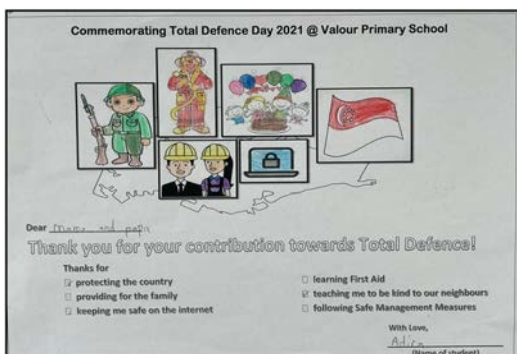 Commemorating Total Defence Day 2021 @ Valour Primary School
Dear mama and papa
Thank you for your contribution towards Total Defence!
Thanks for
☑ protecting the country
☐ providing for the family
☐ keeping me safe on the internet
☐ learning First Aid
☑ teaching me to be kind to our neighbours
☐ following Safe Management Measures
With Love,
(Name of student)